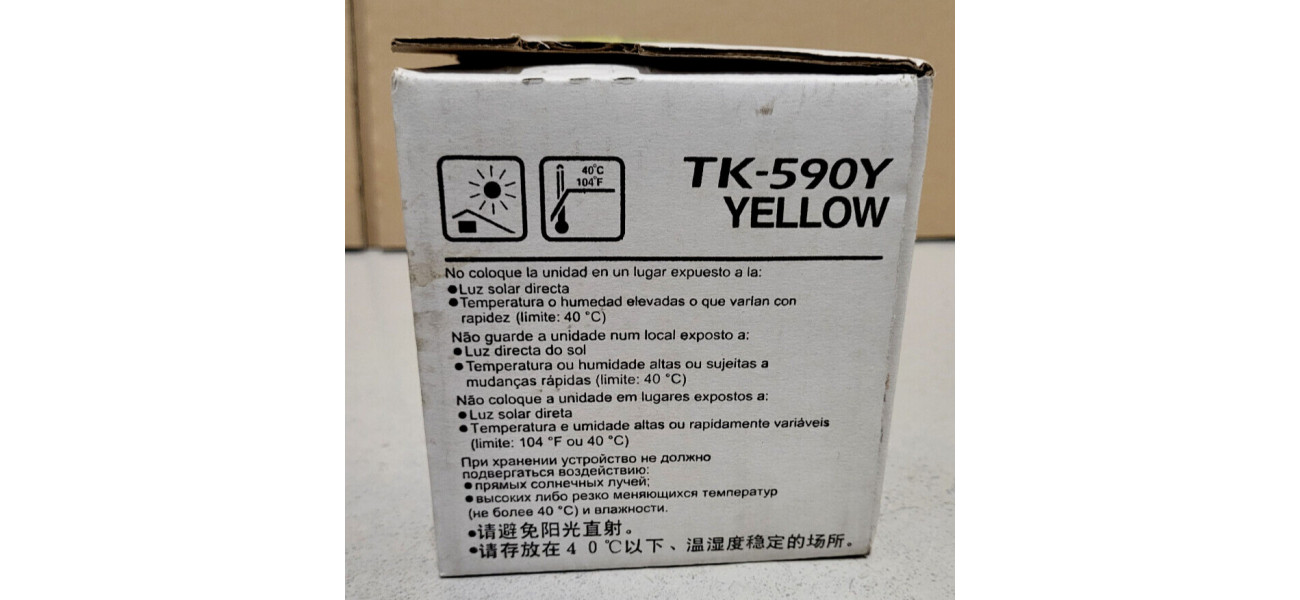 40°C
104°F
TK-590Y
YELLOW
No coloque la unidad en un lugar expuesto a la:
●Luz solar directa
●Temperatura o humedad elevadas o que varian con
rapidez (limite: 40 °C)
Não guarde a unidade num local exposto a:
●Luz directa do sol
●Temperatura ou humidade altas ou sujeitas a
mudanças rápidas (limite: 40 °C)
Não coloque a unidade em lugares expostos a:
●Luz solar direta
●Temperatura e umidade altas ou rapidamente variáveis
(limite: 104 °F ou 40 °C)
При хранении устройство не должно
подвергаться воздействию:
●прямых солнечных лучей;
●высоких либо резко меняющихся температур
(не более 40 °C) и влажности.
●请避免阳光直射。
●请存放在４０℃以下、温湿度稳定的场所。